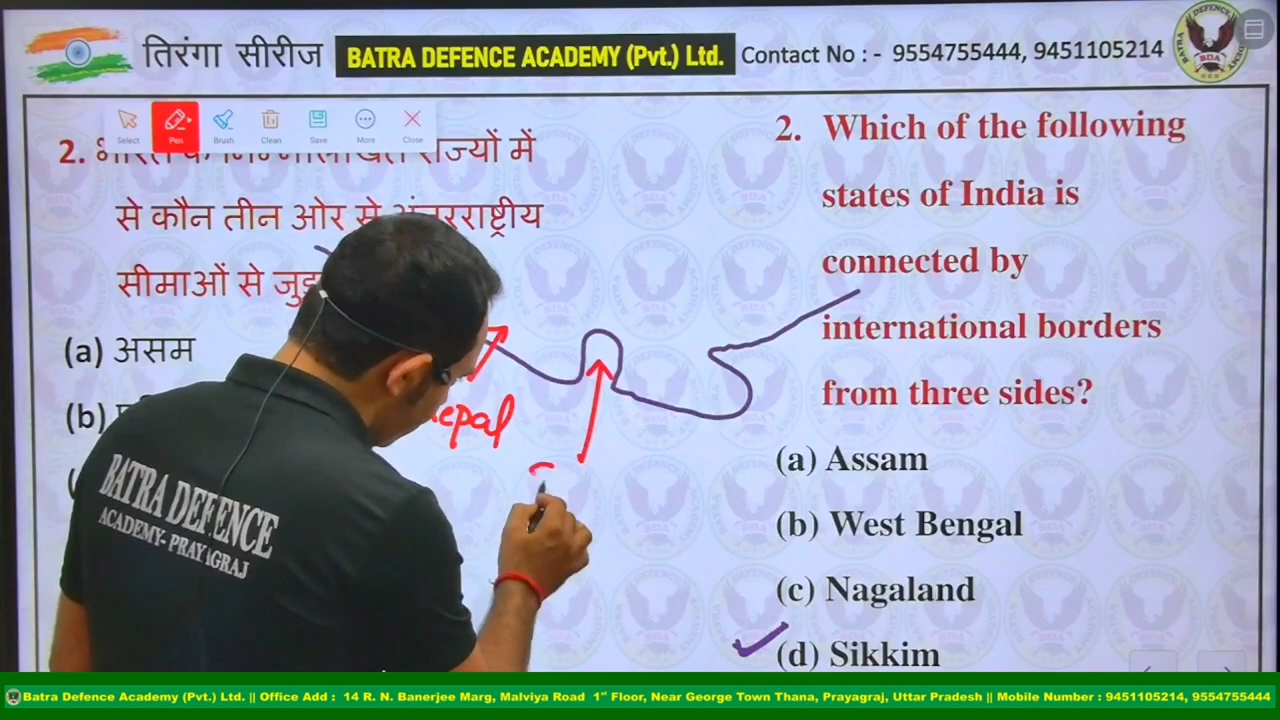 तिरंगा सीरीज BATRA DEFENCE ACADEMY (Pvt.) Ltd. Contact No : - 9554755444, 9451105214
Select Pen Brush Clean Save More Close
2. राज्यों में
से कौन तीन ओर से अंतरराष्ट्रीय
सीमाओं से
(a) असम
(b)
Nepal
2. Which of the following
states of India is
connected by
international borders
from three sides?
(a) Assam
(b) West Bengal
(c) Nagaland
(d) Sikkim
BATRA DEFENCE
ACADEMY- PRAYAGRAJ
Batra Defence Academy (Pvt.) Ltd. || Office Add : 14 R. N. Banerjee Marg, Malviya Road 1st Floor, Near George Town Thana, Prayagraj, Uttar Pradesh || Mobile Number : 9451105214, 9554755444